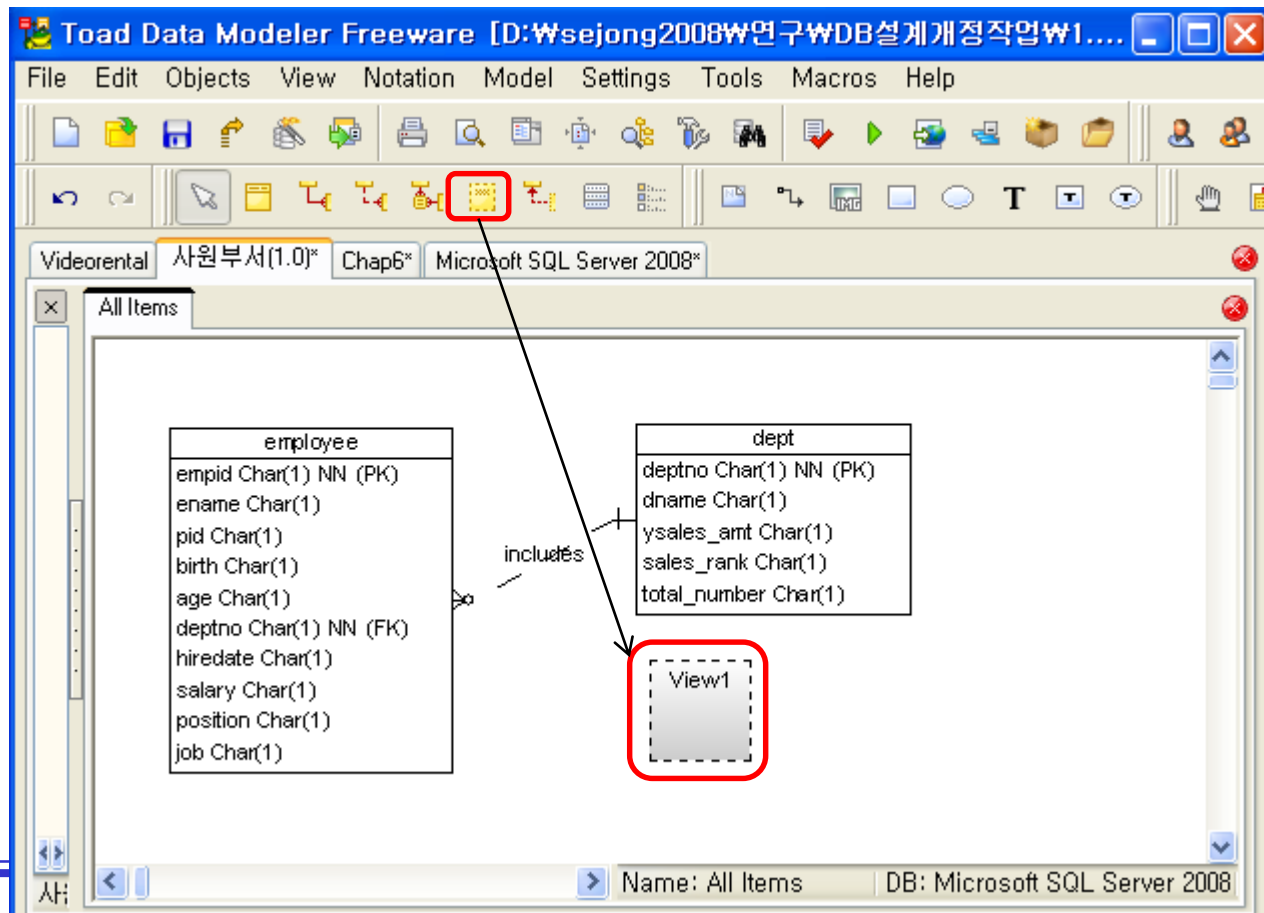 Toad Data Modeler Freeware [D:₩sejong2008₩연구₩DB설계개정작업₩1....
File Edit Objects View Notation Model Settings Tools Macros Help
T T T
Videorental 사원부서(1.0)* Chap6* Microsoft SQL Server 2008*
All Items
employee
empid Char(1) NN (PK)
ename Char(1)
pid Char(1)
birth Char(1)
age Char(1)
deptno Char(1) NN (FK)
hiredate Char(1)
salary Char(1)
position Char(1)
job Char(1)
includes
dept
deptno Char(1) NN (PK)
dname Char(1)
ysales_amt Char(1)
sales_rank Char(1)
total_number Char(1)
View1
Name: All Items DB: Microsoft SQL Server 2008